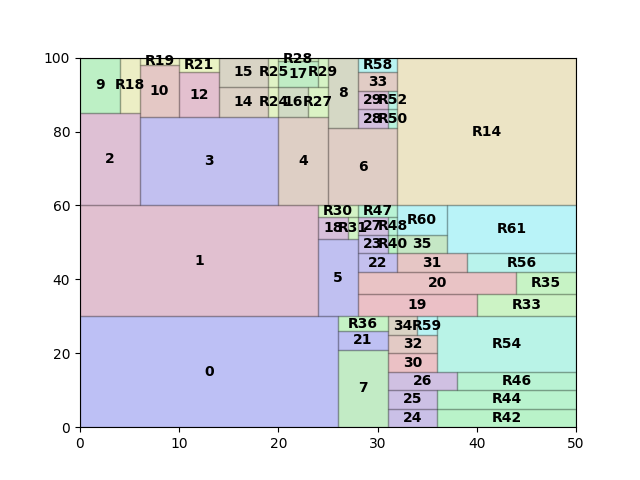 100
80
60
40
20
0
0 10 20 30 40 50
R19 R28
R21 R58
9 R18 15 R25 17 R29 33
10 12 8
14 R24 16 R27 29 R52
28 R50 R14
2 3 4 6
R30 R47
18 R31 27 R48 R60 R61
23 R40 35
1 5 22 31 R56
20 R35
19 R33
R36 34 R59
21 32 R54
0 30
7 26 R46
25 R44
24 R42